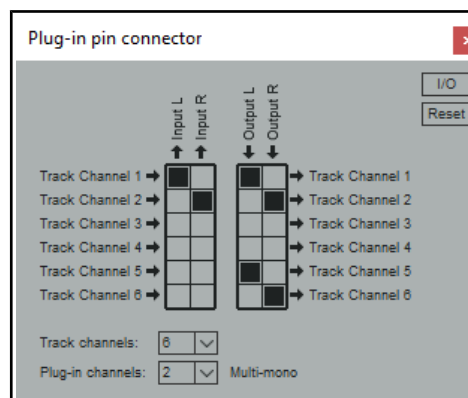 Plug-in pin connector
I/O
Reset
Input L
Input R
Output L
Output R
Track Channel 1
Track Channel 1
Track Channel 2
Track Channel 2
Track Channel 3
Track Channel 3
Track Channel 4
Track Channel 4
Track Channel 5
Track Channel 5
Track Channel 6
Track Channel 6
Track channels: 6
Plug-in channels: 2 Multi-mono